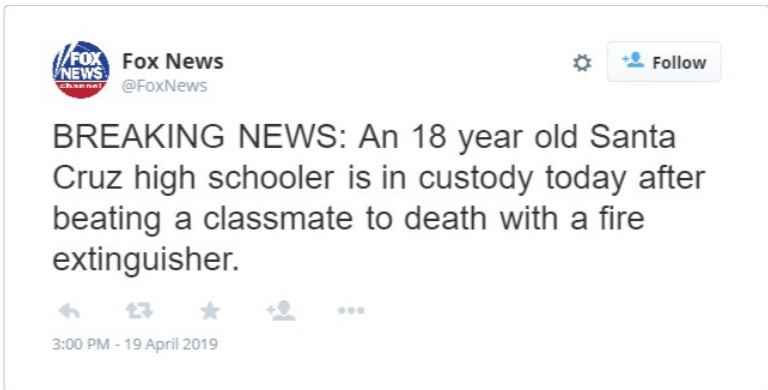 FOX
NEWS
channel
Fox News
@FoxNews
Follow
BREAKING NEWS: An 18 year old Santa
Cruz high schooler is in custody today after
beating a classmate to death with a fire
extinguisher.
3:00 PM - 19 April 2019